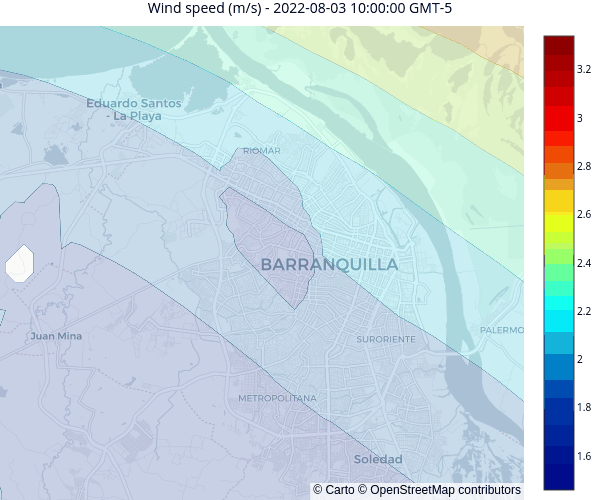 Wind speed (m/s) - 2022-08-03 10:00:00 GMT-5
Eduardo Santos
- La Playa
RIOMAR
BARRANQUILLA
Juan Mina
PALERMO
SURORIENTE
METROPOLITANA
Soledad
© Carto © OpenStreetMap contributors
3.2
3
2.8
2.6
2.4
2.2
2
1.8
1.6